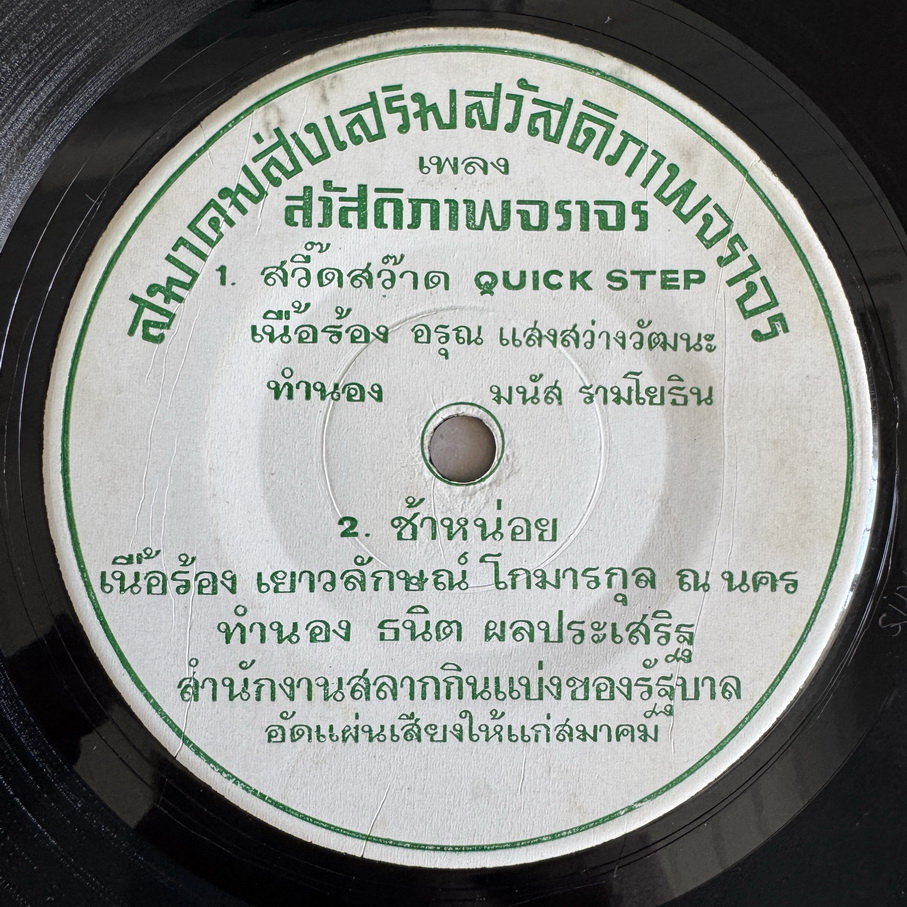 สมาคมส่งเสริมสวัสดิภาพจราจร
เพลง
สวัสดิภาพจราจร
1. สวี๊ดสว๊าด QUICK STEP
เนื้อร้อง อรุณ แสงสว่างวัฒนะ
ทำนอง มนัส รามโยธิน
2. ช้าหน่อย
เนื้อร้อง เยาวลักษณ์ โกมารกุล ณ นคร
ทำนอง ธนิต ผลประเสริฐ
สำนักงานสลากกินแบ่งของรัฐบาล
อัดแผ่นเสียงให้แก่สมาคมฯ